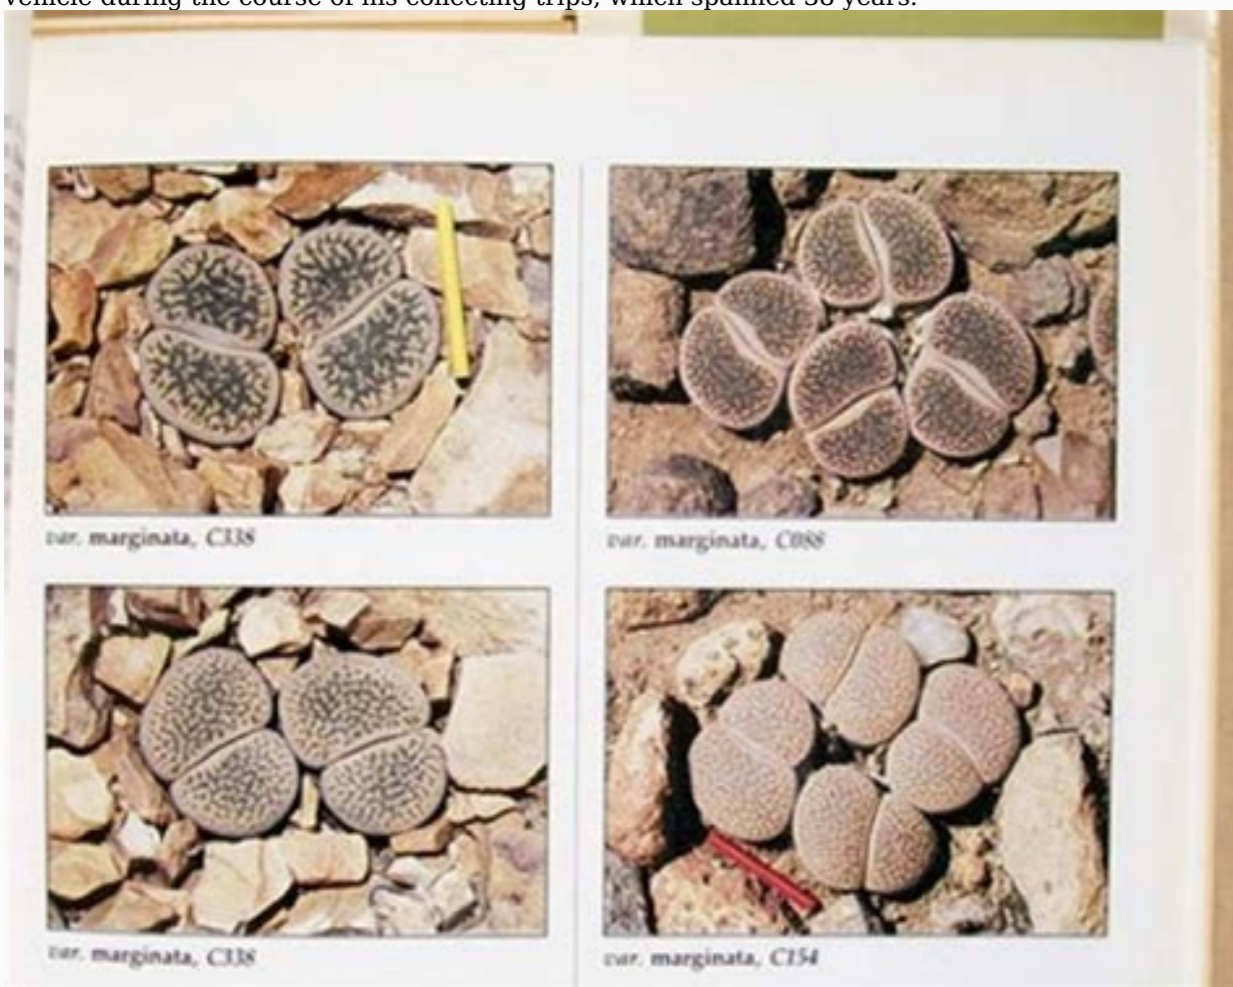 vehicle during the course of his collecting trips, which spanned 38 years.
var. marginata, C338
var. marginata, C088
var. marginata, C338
var. marginata, C154